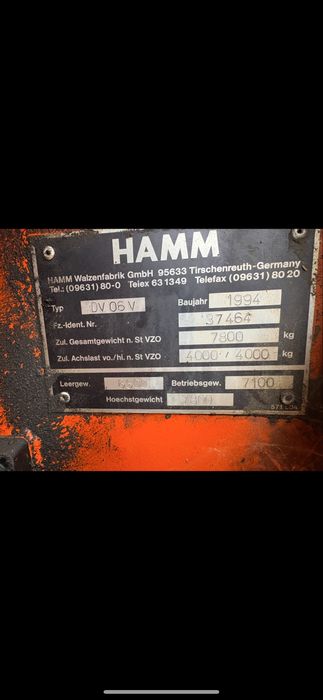 HAMM
HAMM Walzenfabrik GmbH 95633 Tirschenreuth-Germany
Tel.: (09631) 80-0 Telex 631349 Telefax (09631) 80 20
Typ DV 06 V Baujahr 1994
Fz.-Ident. Nr. 37464
Zul. Gesamtgewicht n. St VZO 7800 kg
Zul. Achslast vo./hi. n. St VZO 4000 / 4000 kg
Leergew. Betriebsgew. 7100
Hoechstgewicht